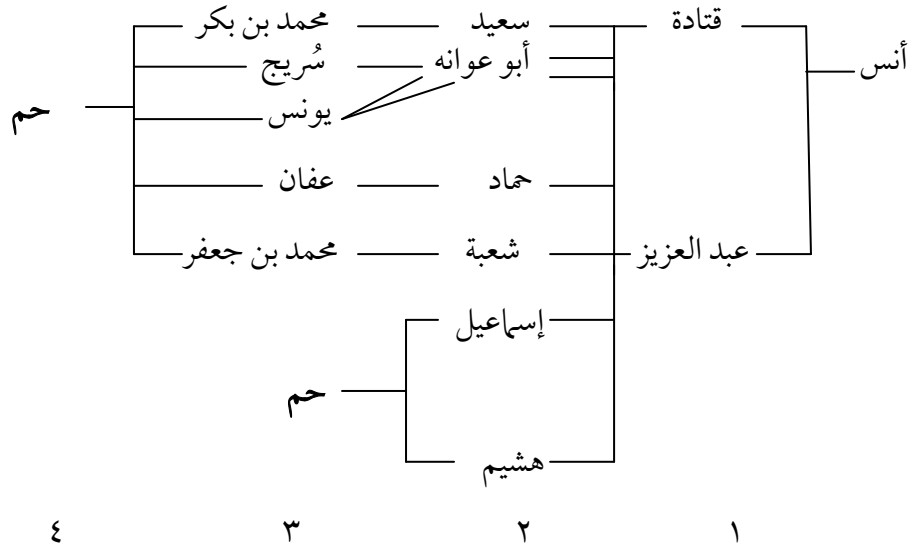 قتادة سعيد محمد بن بكر
أنس أبو عوانه سُريج
يونس
حم
حماد عفان
عبد العزيز شعبة محمد بن جعفر
إسماعيل
حم
هشيم
١ ٢ ٣ ٤